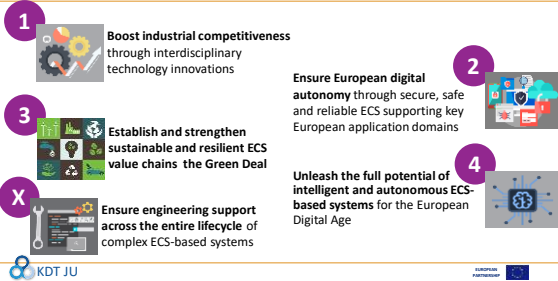 1
Boost industrial competitiveness
through interdisciplinary
technology innovations
2
Ensure European digital
autonomy through secure, safe
and reliable ECS supporting key
European application domains
3
Establish and strengthen
sustainable and resilient ECS
value chains the Green Deal
4
Unleash the full potential of
intelligent and autonomous ECS-
based systems for the European
Digital Age
X
Ensure engineering support
across the entire lifecycle of
complex ECS-based systems
KDT JU
EUROPEAN
PARTNERSHIP